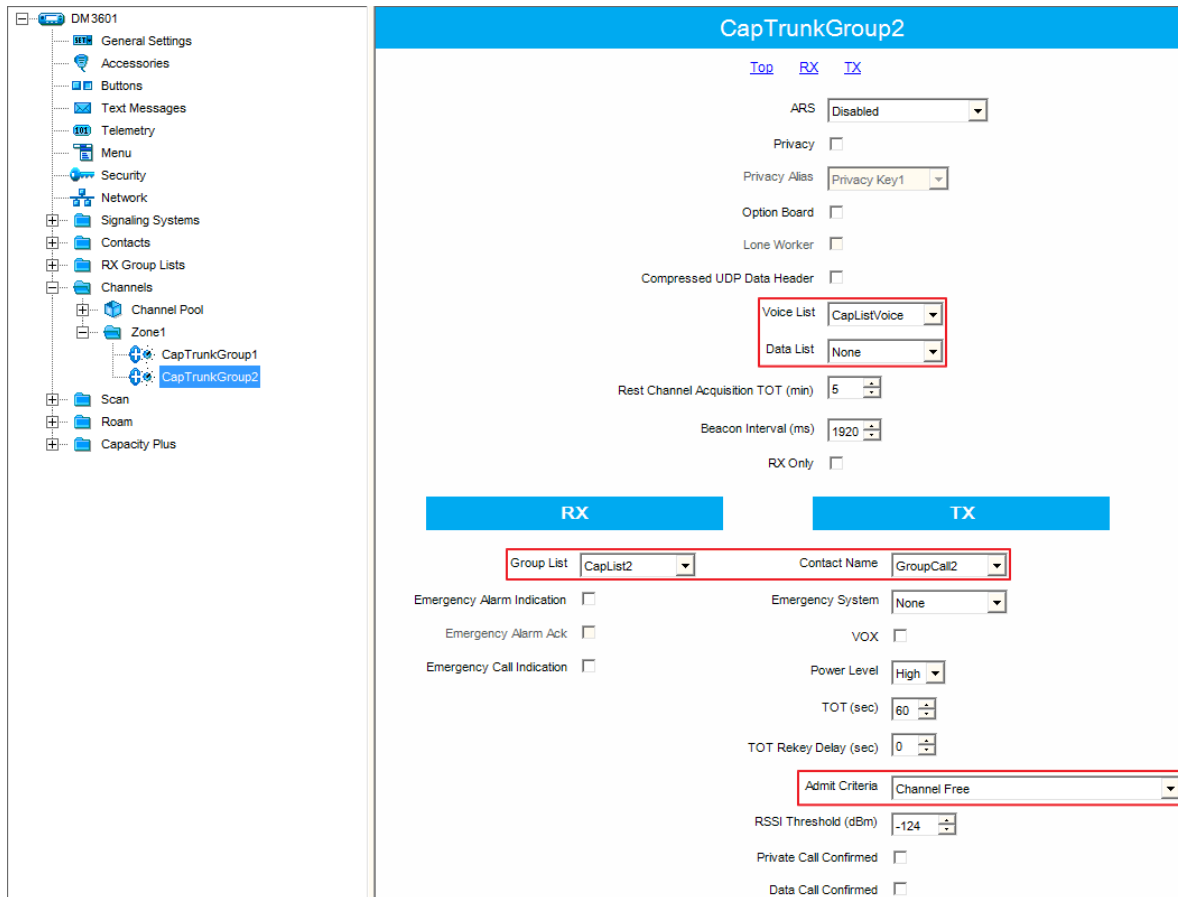 DM3601
General Settings
Accessories
Buttons
Text Messages
Telemetry
Menu
Security
Network
Signaling Systems
Contacts
RX Group Lists
Channels
Channel Pool
Zone1
CapTrunkGroup1
CapTrunkGroup2
Scan
Roam
Capacity Plus
CapTrunkGroup2
Top RX TX
ARS Disabled
Privacy
Privacy Alias Privacy Key1
Option Board
Lone Worker
Compressed UDP Data Header
Voice List CapListVoice
Data List None
Rest Channel Acquisition TOT (min) 5
Beacon Interval (ms) 1920
RX Only
RX TX
Group List CapList2 Contact Name GroupCall2
Emergency Alarm Indication Emergency System None
Emergency Alarm Ack VOX
Emergency Call Indication Power Level High
TOT (sec) 60
TOT Rekey Delay (sec) 0
Admit Criteria Channel Free
RSSI Threshold (dBm) -124
Private Call Confirmed
Data Call Confirmed